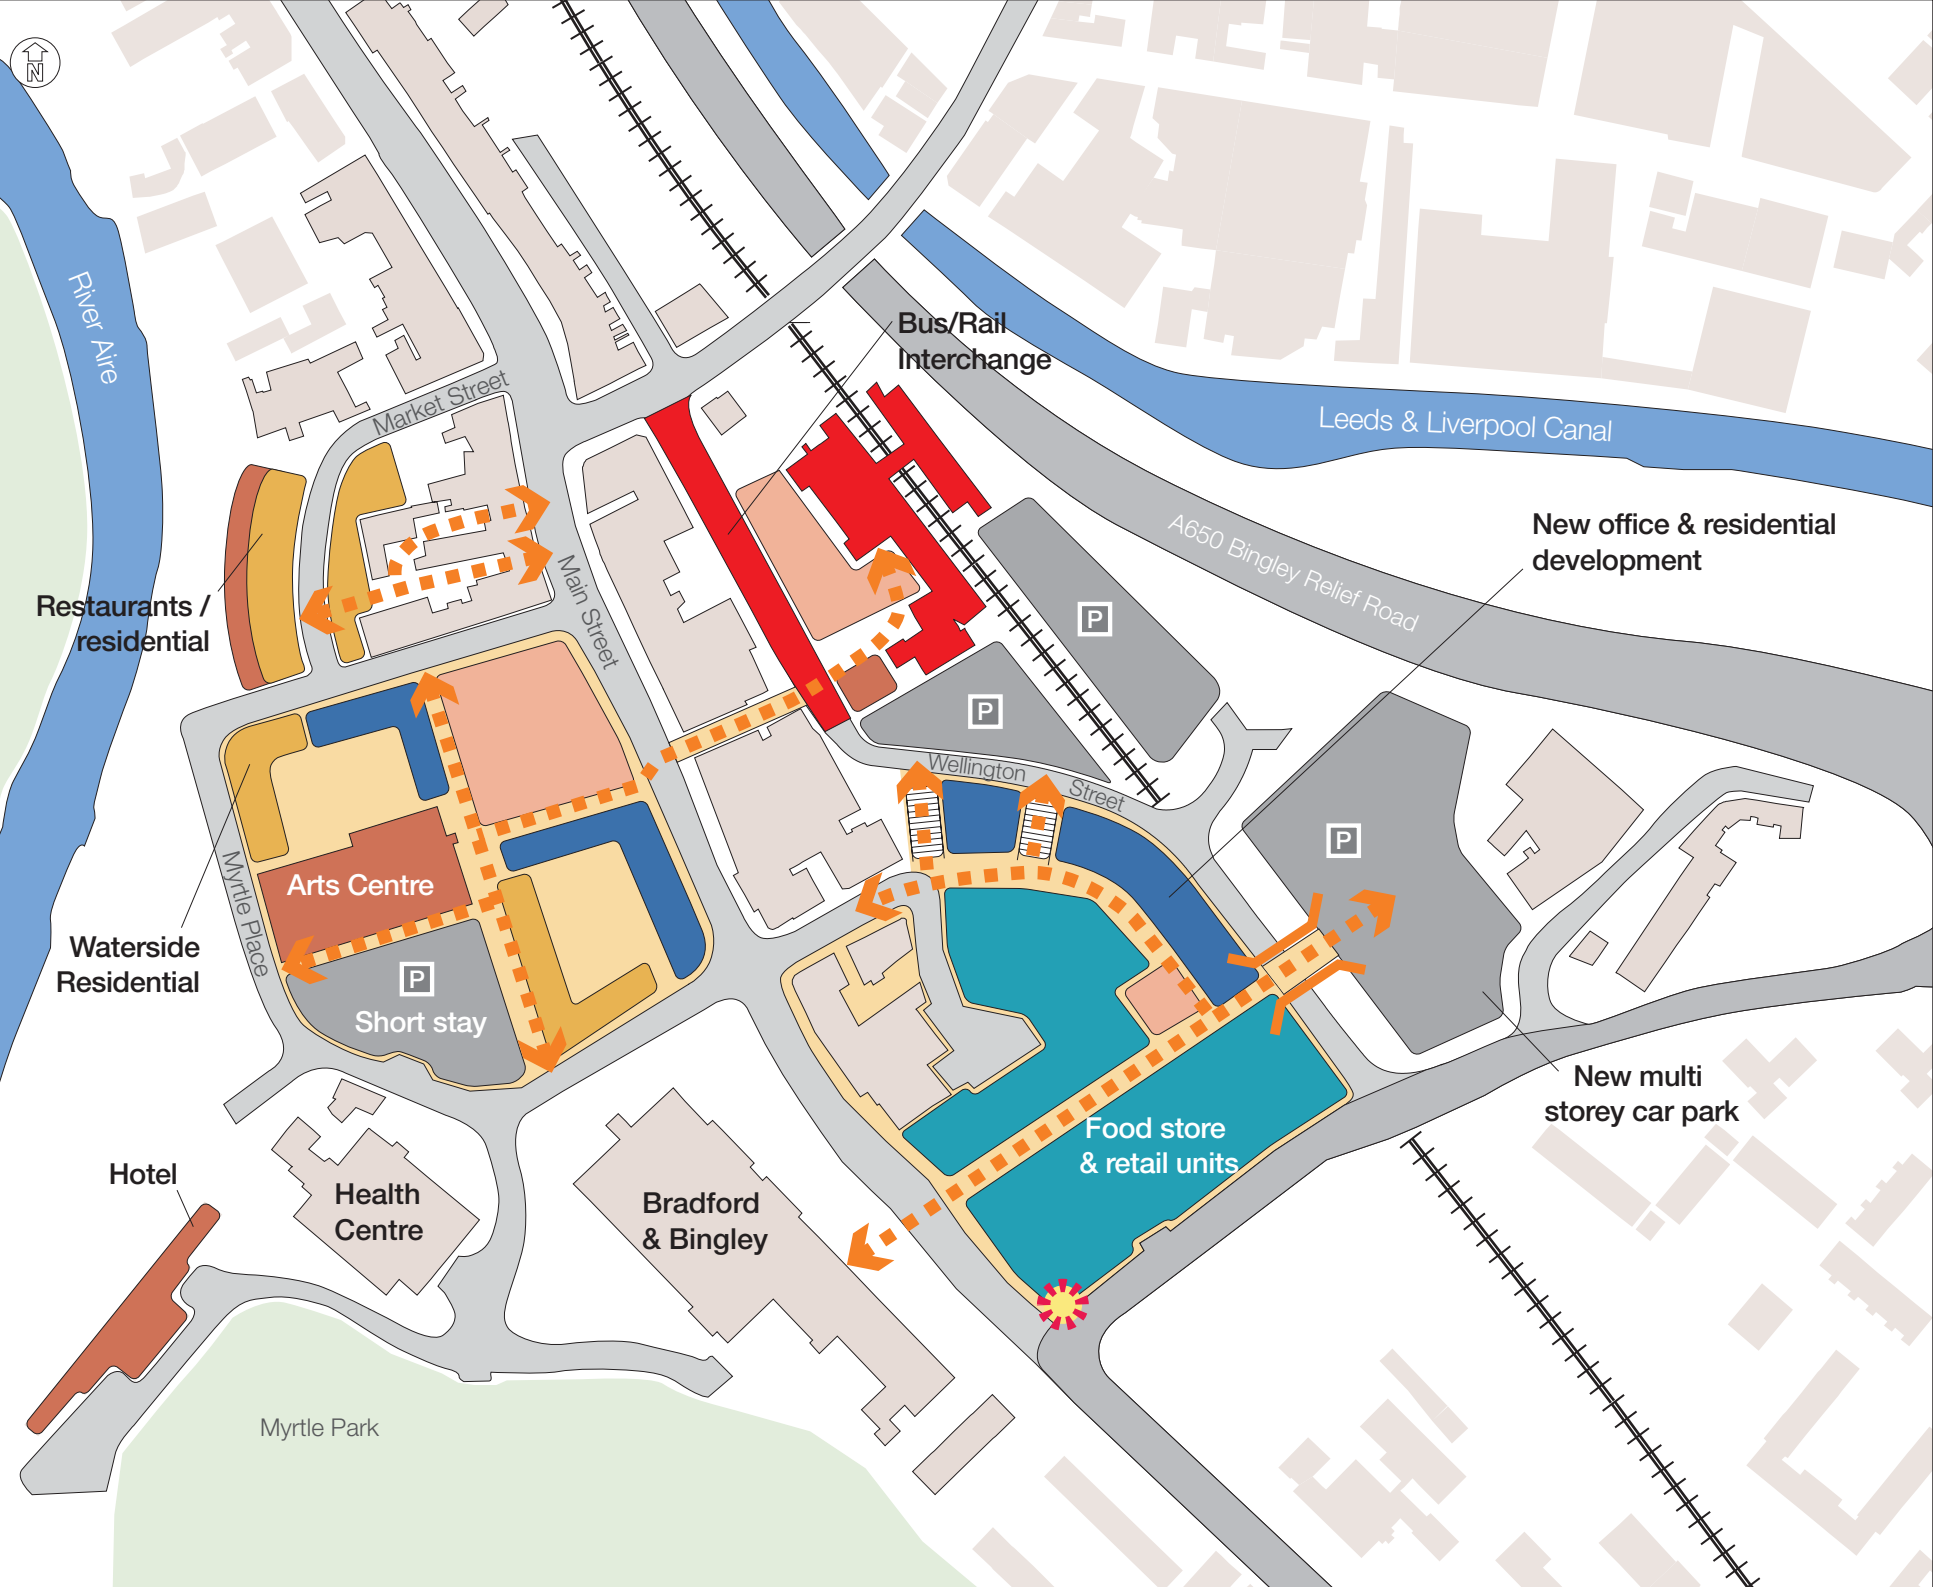 N
River Aire
Market Street
Bus/Rail
Interchange
Leeds & Liverpool Canal
A650 Bingley Relief Road
New office & residential
development
Restaurants /
residential
Main Street
P
P
Wellington
Street
P
Myrtle Place
Arts Centre
Waterside
Residential
P
Short stay
New multi
storey car park
Food store
& retail units
Hotel
Health
Centre
Bradford
& Bingley
Myrtle Park